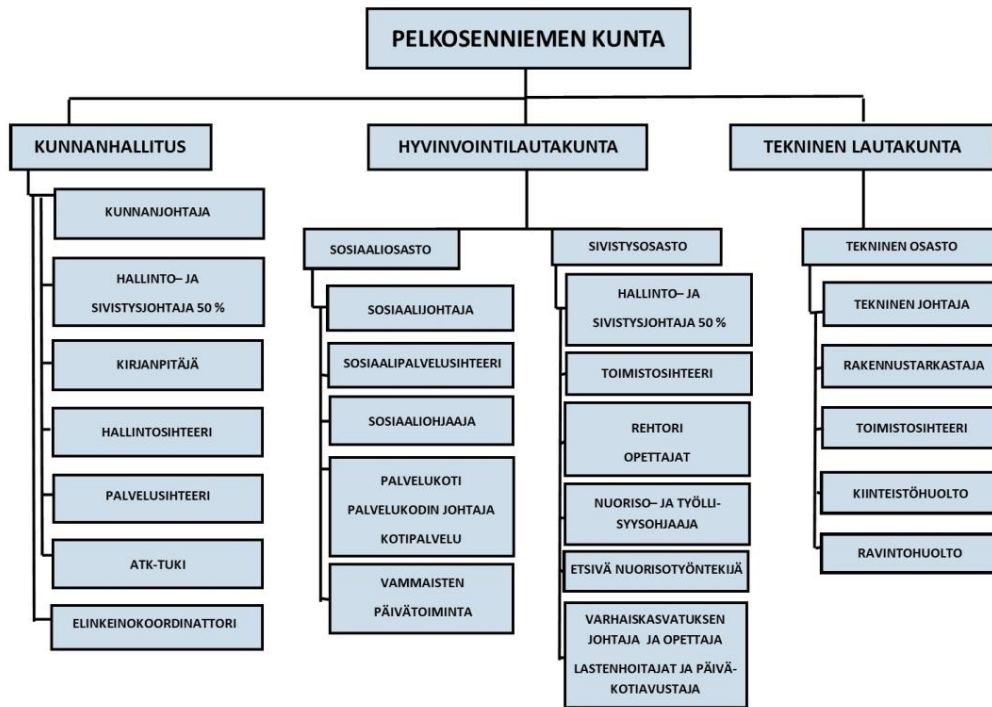 PELKOSENNIEMEN KUNTA
KUNNANHALLITUS
KUNNANJOHTAJA
HALLINTO– JA
SIVISTYSJOHTAJA 50 %
KIRJANPITÄJÄ
HALLINTOSIHTEERI
PALVELUSIHTEERI
ATK-TUKI
ELINKEINOKOORDINATTORI
HYVINVOINTILAUTAKUNTA
SOSIAALIOSASTO
SOSIAALIJOHTAJA
SOSIAALIPALVELUSIHTEERI
SOSIAALIOHJAAJA
PALVELUKOTI
PALVELUKODIN JOHTAJA
KOTIPALVELU
VAMMAISTEN
PÄIVÄTOIMINTA
SIVISTYSOSASTO
HALLINTO– JA
SIVISTYSJOHTAJA 50 %
TOIMISTOSIHTEERI
REHTORI
OPETTAJAT
NUORISO– JA TYÖLLI-
SYYSOHJAAJA
ETSIVÄ NUORISOTYÖNTEKIJÄ
VARHAISKASVATUKSEN
JOHTAJA JA OPETTAJA
LASTENHOITAJAT JA PÄIVÄ-
KOTIAVUSTAJA
TEKNINEN LAUTAKUNTA
TEKNINEN OSASTO
TEKNINEN JOHTAJA
RAKENNUSTARKASTAJA
TOIMISTOSIHTEERI
KIINTEISTÖHUOLTO
RAVINTOHUOLTO